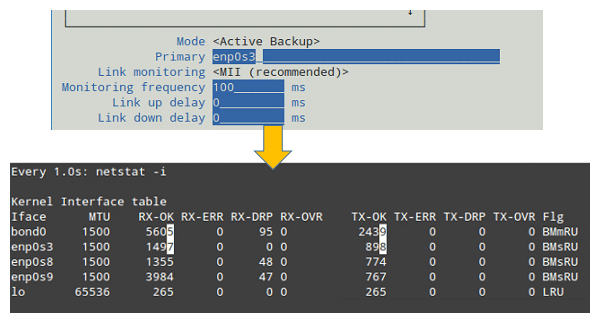 Mode <Active Backup>
Primary enp0s3
Link monitoring <MII (recommended)>
Monitoring frequency 100 ms
Link up delay 0 ms
Link down delay 0 ms
Every 1.0s: netstat -i
Kernel Interface table
Iface MTU RX-OK RX-ERR RX-DRP RX-OVR TX-OK TX-ERR TX-DRP TX-OVR Flg
bond0 1500 5605 0 95 0 2439 0 0 0 BMmRU
enp0s3 1500 1497 0 0 0 898 0 0 0 BMsRU
enp0s8 1500 1355 0 48 0 774 0 0 0 BMsRU
enp0s9 1500 3984 0 47 0 767 0 0 0 BMsRU
lo 65536 265 0 0 0 265 0 0 0 LRU